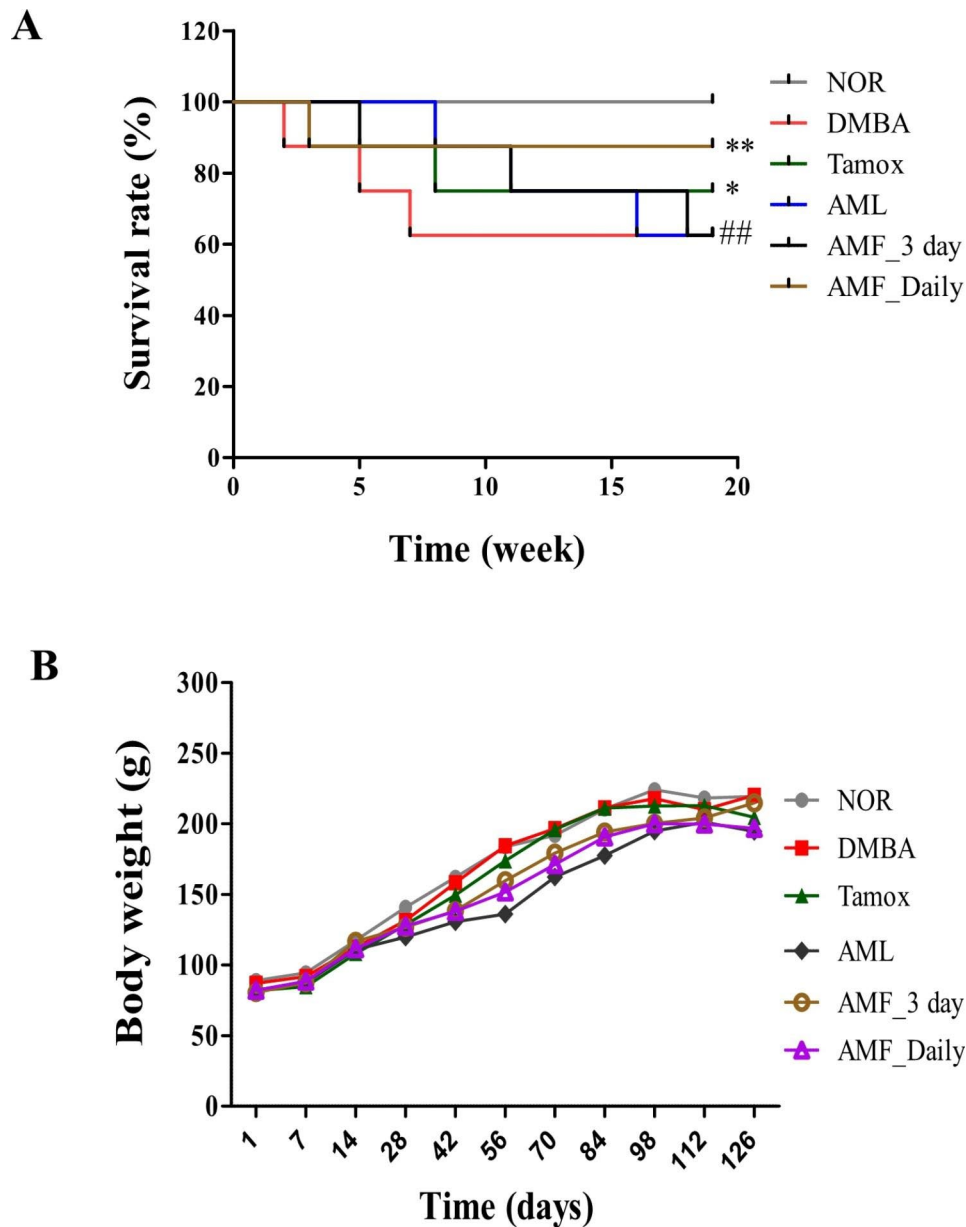 A
Survival rate (%)
120
100
80
60
40
20
0
0 5 10 15 20
Time (week)
**
*
##
NOR
DMBA
Tamox
AML
AMF_3 day
AMF_Daily
B
Body weight (g)
300
250
200
150
100
50
0
1 7 14 28 42 56 70 84 98 112 126
Time (days)
NOR
DMBA
Tamox
AML
AMF_3 day
AMF_Daily